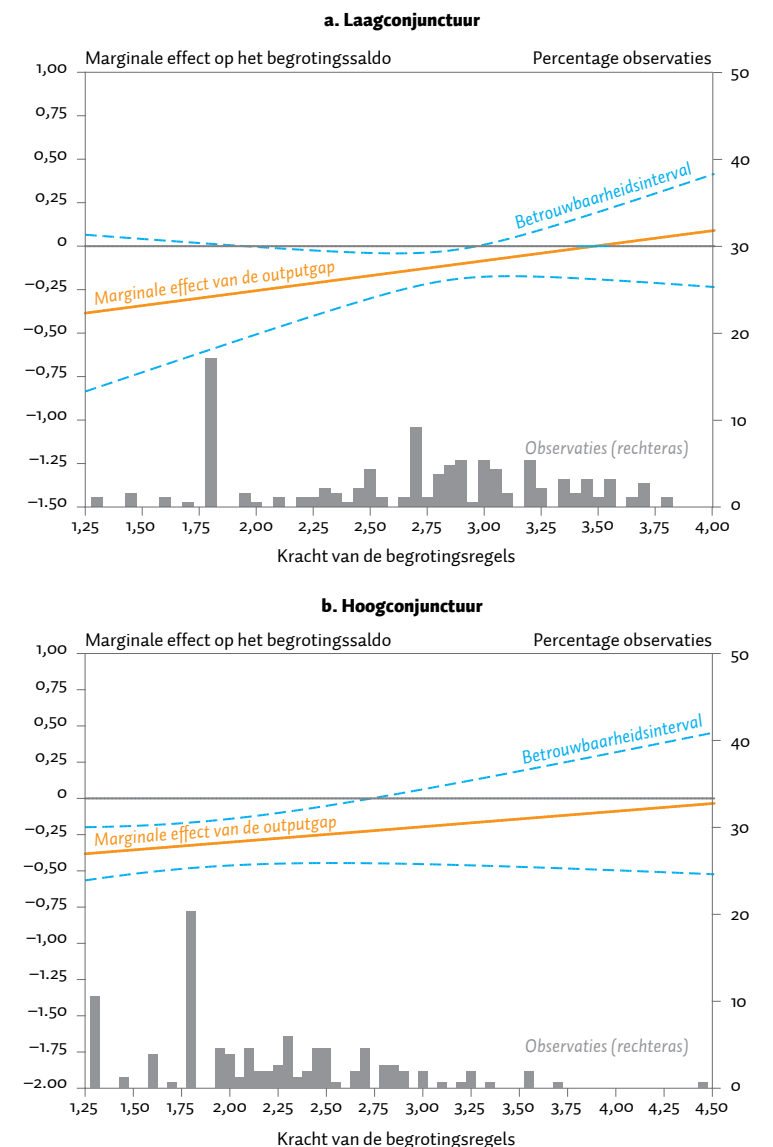 a. Laagconjunctuur
Marginale effect op het begrotingssaldo Percentage observaties
1,00 50
0,75
0,50 40
0,25
Betrouwbaarheidsinterval
0 30
Marginale effect van de outputgap
−0,25
−0,50 20
−0,75
−1,00 10
−1.25
Observaties (rechteras)
−1.50 0
1,25 1,50 1,75 2,00 2,25 2,50 2,75 3,00 3,25 3,50 3,75 4,00
Kracht van de begrotingsregels
b. Hoogconjunctuur
Marginale effect op het begrotingssaldo Percentage observaties
1,00 50
0,75
0,50
Betrouwbaarheidsinterval
40
0,25
0
Marginale effect van de outputgap
−0,25 30
−0,50
−0,75 20
−1,00
−1.25 10
−1.50
−1.75
Observaties (rechteras)
−2.00 0
1,25 1,50 1,75 2,00 2,25 2,50 2,75 3,00 3,25 3,50 3,75 4,00 4,25 4,50
Kracht van de begrotingsregels